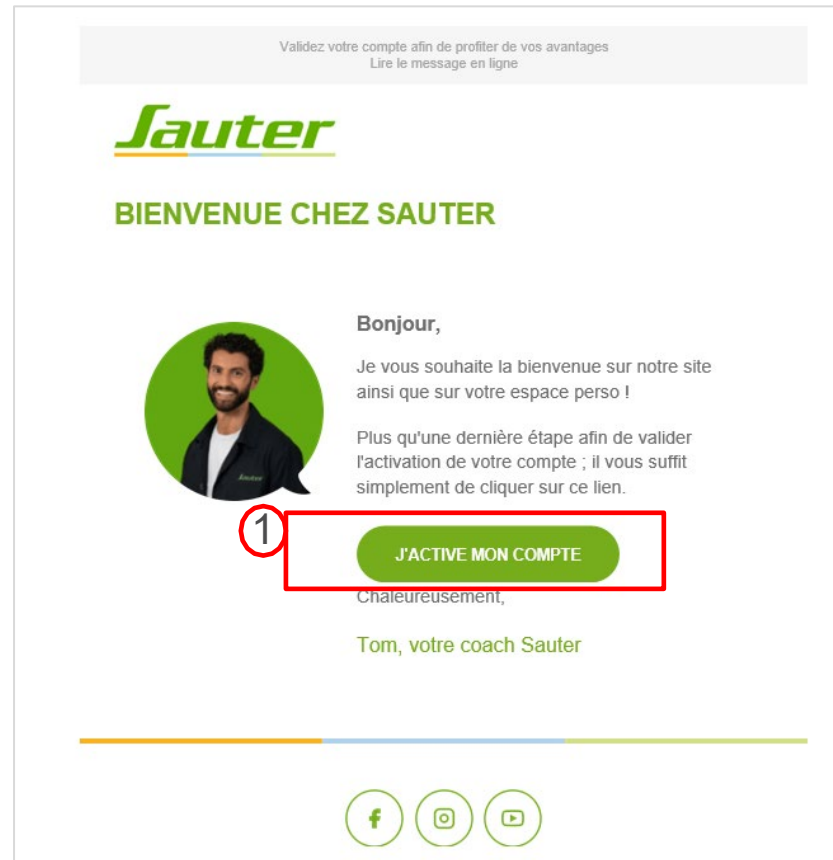 Validez votre compte afin de profiter de vos avantages
Lire le message en ligne
Sauter
BIENVENUE CHEZ SAUTER
Bonjour,
Je vous souhaite la bienvenue sur notre site
ainsi que sur votre espace perso !
Plus qu'une dernière étape afin de valider
l'activation de votre compte ; il vous suffit
simplement de cliquer sur ce lien.
Sauter
1
J'ACTIVE MON COMPTE
Chaleureusement,
Tom, votre coach Sauter